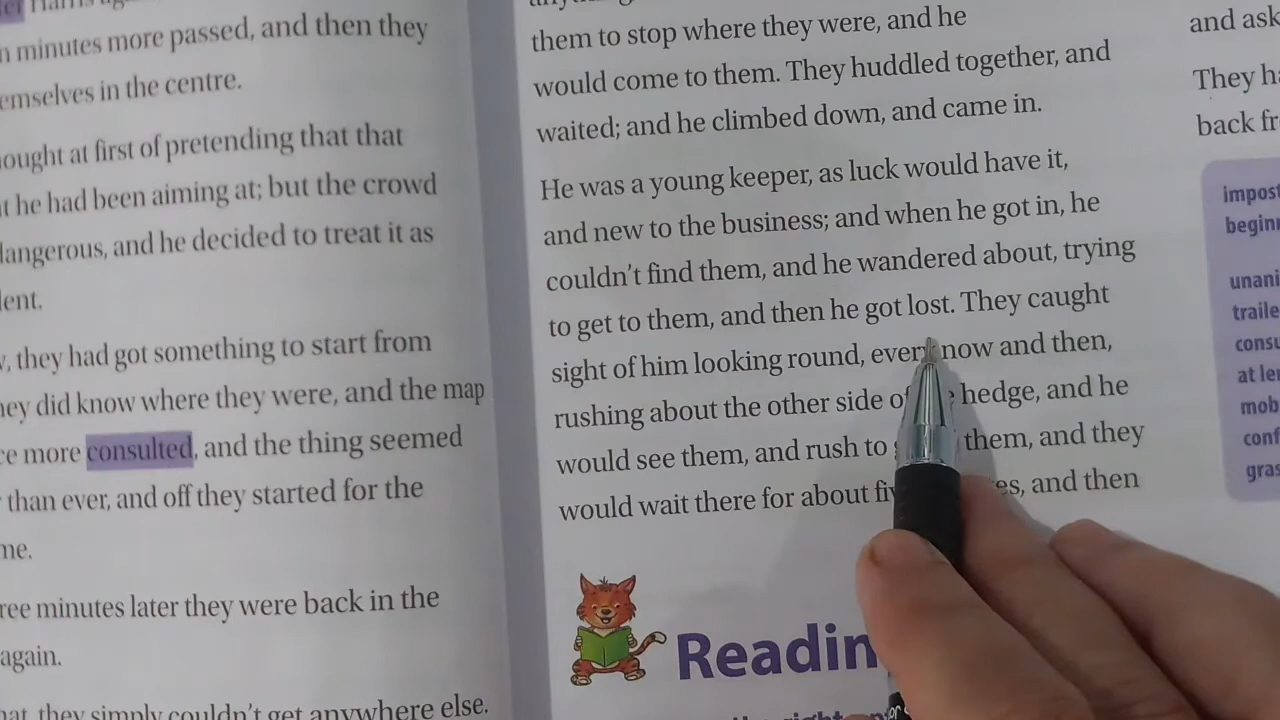 n minutes more passed, and then they
emselves in the centre.
ought at first of pretending that that
he had been aiming at; but the crowd
dangerous, and he decided to treat it as
they had got something to start from
ey did know where they were, and the map
more consulted, and the thing seemed
than ever, and off they started for the
ree minutes later they were back in the
again.
they simply couldn't get anywhere else.
them to stop where they were, and he
would come to them. They huddled together, and
waited; and he climbed down, and came in.
He was a young keeper, as luck would have it,
and new to the business; and when he got in, he
couldn't find them, and he wandered about, trying
to get to them, and then he got lost. They caught
sight of him looking round, every now and then,
rushing about the other side of hedge, and he
would see them, and rush to them, and they
would wait there for about es, and then
Readin
and ask
They ha
back fr
impost
begin
unani
traile
consu
at le
mob
conf
gras